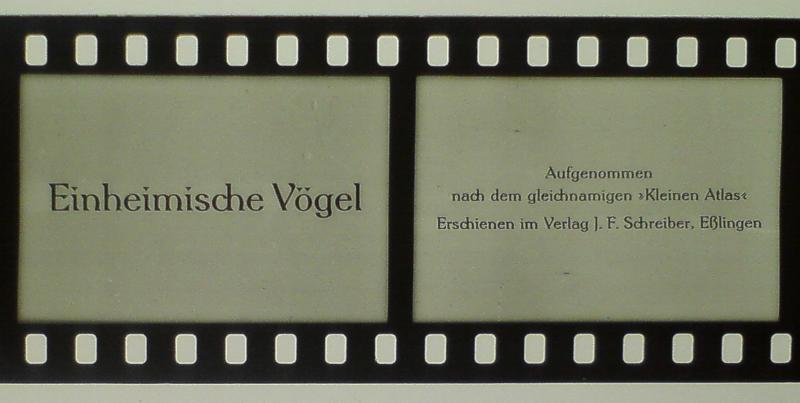 Einheimische Vögel
Aufgenommen
nach dem gleichnamigen »Kleinen Atlas«
Erschienen im Verlag J. F. Schreiber, Eßlingen